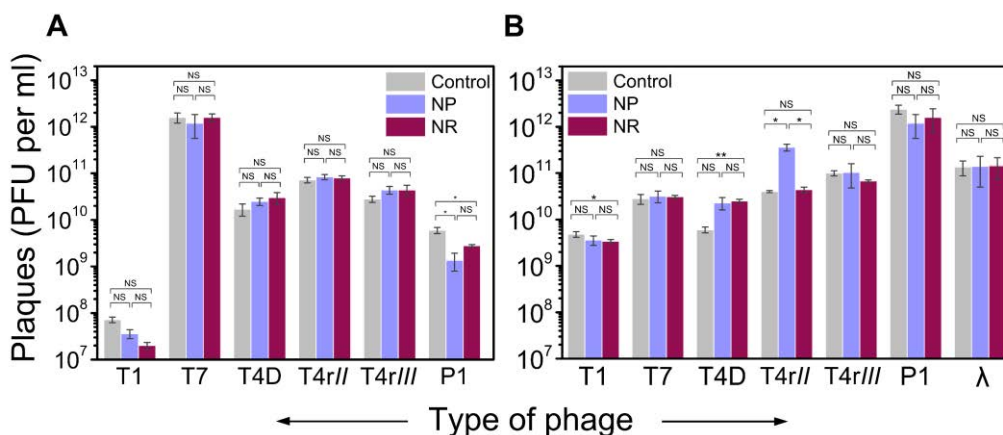 A
B
Plaques (PFU per ml)
10^13
10^12
10^11
10^10
10^9
10^8
10^7
Control
NP
NR
NS
NS NS
NS
NS NS
NS
NS NS
NS
NS NS
NS
NS NS
*
* NS
T1 T7 T4D T4rII T4rIII P1
10^13
10^12
10^11
10^10
10^9
10^8
10^7
Control
NP
NR
*
NS NS
NS
NS NS
**
NS NS
NS
* *
NS
NS NS
NS
NS NS
NS
NS NS
T1 T7 T4D T4rII T4rIII P1 λ
Type of phage